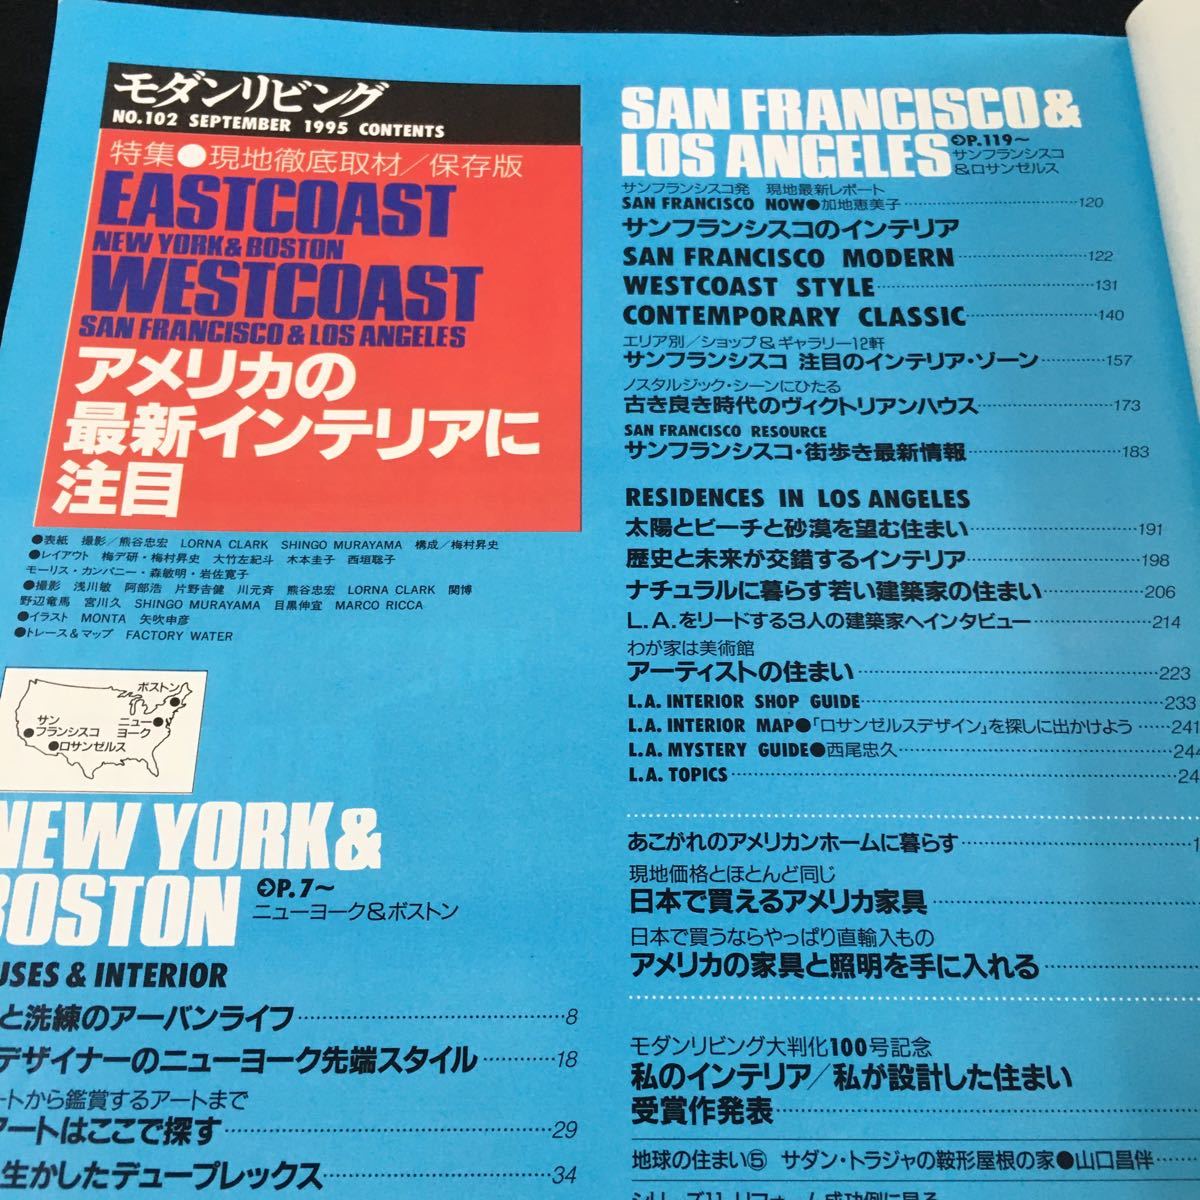 モダンリビング
NO.102 SEPTEMBER 1995 CONTENTS
特集●現地徹底取材/保存版
EASTCOAST
NEW YORK&BOSTON
WESTCOAST
SAN FRANCISCO & LOS ANGELES
アメリカの
最新インテリアに
注目
●表紙 撮影/熊谷忠宏 LORNA CLARK SHINGO MURAYAMA 構成/梅村昇史
●レイアウト 梅デ研・梅村昇史 大竹左紀斗 木本圭子 西垣聡子
モーリス・カンパニー・森敏明・岩佐寛子
●撮影 浅川敏 阿部浩 片野吉健 川元斉 熊谷忠宏 LORNA CLARK 関博
野辺竜馬 宮川久 SHINGO MURAYAMA 目黒伸宜 MARCO RICCA
●イラスト MONTA 矢吹申彦
●トレース&マップ FACTORY WATER
ボストン
サン
フランシスコ
ニュー
ヨーク
ロサンゼルス
NEW YORK&
BOSTON
P.7〜
ニューヨーク&ボストン
USES & INTERIOR
と洗練のアーバンライフ……8
デザイナーのニューヨーク先端スタイル……18
ートから鑑賞するアートまで
アートはここで探す……29
生かしたデュープレックス……34
SAN FRANCISCO&
LOS ANGELES
P.119〜
サンフランシスコ
&ロサンゼルス
サンフランシスコ発 現地最新レポート
SAN FRANCISCO NOW●加地恵美子……120
サンフランシスコのインテリア
SAN FRANCISCO MODERN……122
WESTCOAST STYLE……131
CONTEMPORARY CLASSIC……140
エリア別/ショップ&ギャラリー12軒
サンフランシスコ 注目のインテリア・ゾーン……157
ノスタルジック・シーンにひたる
古き良き時代のヴィクトリアンハウス……173
SAN FRANCISCO RESOURCE
サンフランシスコ・街歩き最新情報……183
RESIDENCES IN LOS ANGELES
太陽とビーチと砂漠を望む住まい……191
歴史と未来が交錯するインテリア……198
ナチュラルに暮らす若い建築家の住まい……206
L.A.をリードする3人の建築家へインタビュー……214
わが家は美術館
アーティストの住まい……223
L.A. INTERIOR SHOP GUIDE……233
L.A. INTERIOR MAP●「ロサンゼルスデザイン」を探しに出かけよう……241
L.A. MYSTERY GUIDE●西尾忠久……244
L.A. TOPICS……24
あこがれのアメリカンホームに暮らす……1
現地価格とほとんど同じ
日本で買えるアメリカ家具……
日本で買うならやっぱり直輸入もの
アメリカの家具と照明を手に入れる……
モダンリビング大判化100号記念
私のインテリア/私が設計した住まい
受賞作発表……
地球の住まい⑤ サダン・トラジャの鞍形屋根の家●山口昌伴……